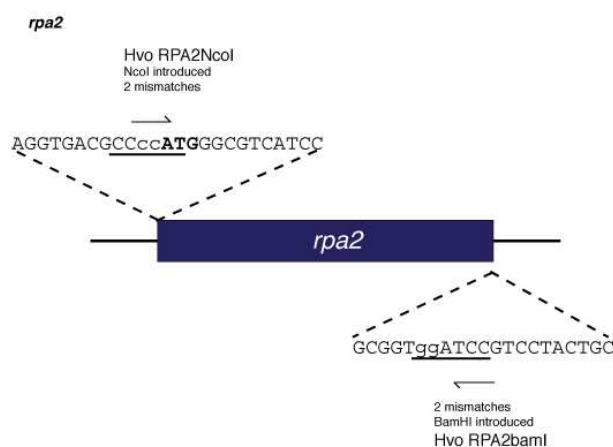 rpa2
Hvo RPA2NcoI
NcoI introduced
2 mismatches
AGGTGACGCCccATGGGCGTCATCC
rpa2
GCGGTggATCCGTCCTACTGC
2 mismatches
BamHI introduced
Hvo RPA2bamI